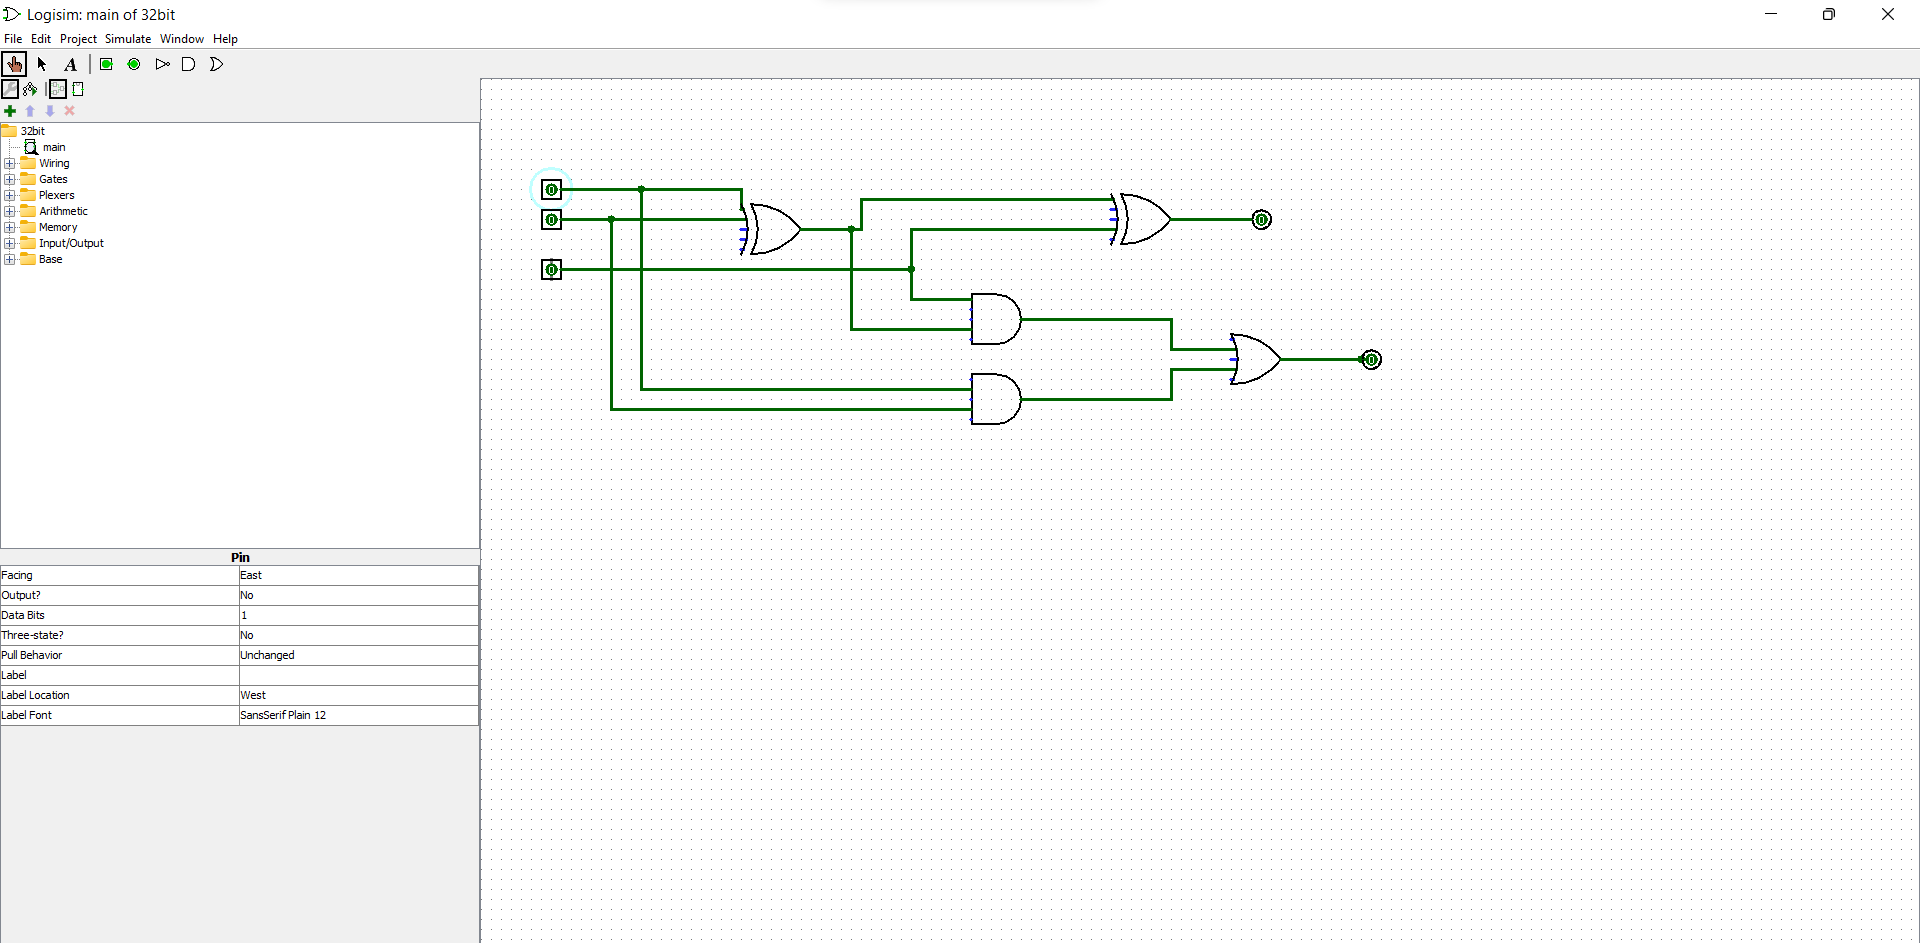 Logisim: main of 32bit
File Edit Project Simulate Window Help
A
32bit
main
Wiring
Gates
Plexers
Arithmetic
Memory
Input/Output
Base
Pin
Facing East
Output? No
Data Bits 1
Three-state? No
Pull Behavior Unchanged
Label
Label Location West
Label Font SansSerif Plain 12
0
0
0
0
0